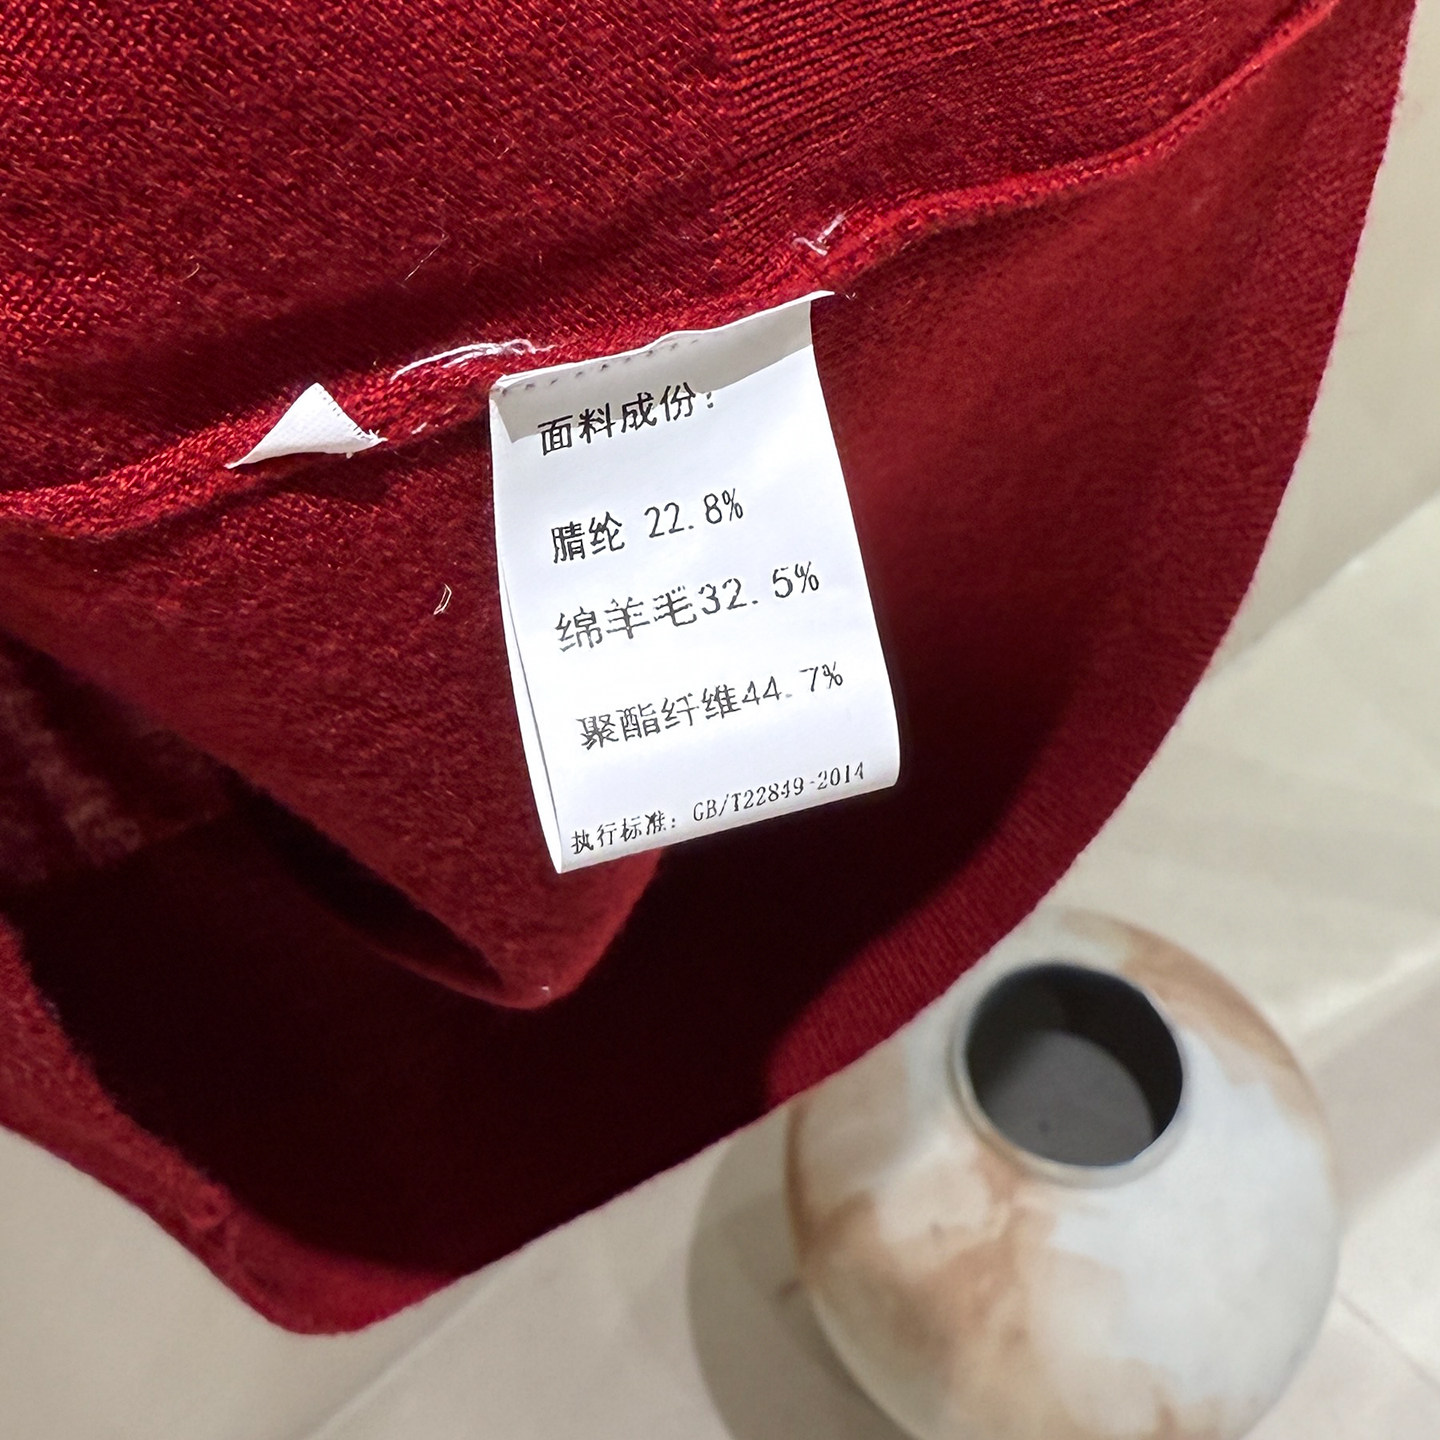 面料成份：
腈纶 22.8%
绵羊毛32.5%
聚酯纤维44.7%
执行标准：GB/T22849-2014